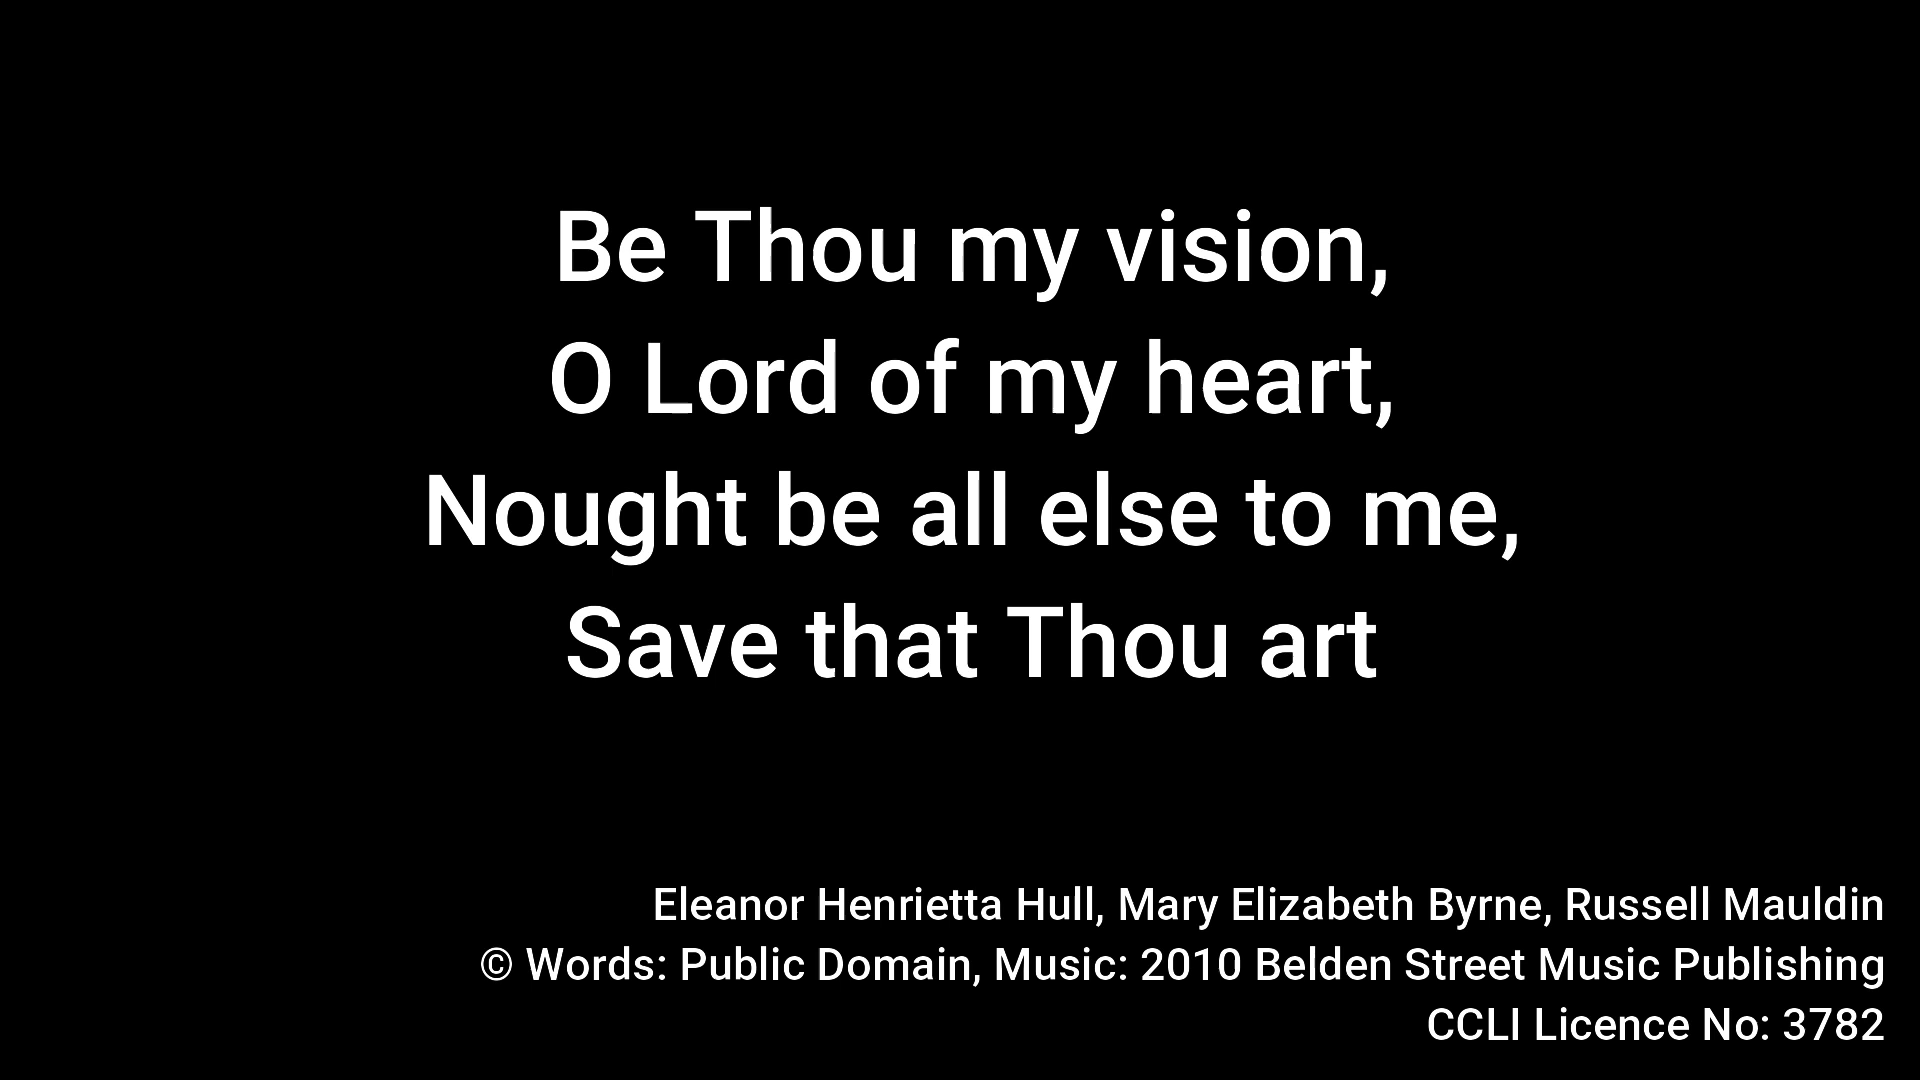 Be Thou my vision,
O Lord of my heart,
Nought be all else to me,
Save that Thou art
Eleanor Henrietta Hull, Mary Elizabeth Byrne, Russell Mauldin
© Words: Public Domain, Music: 2010 Belden Street Music Publishing
CCLI Licence No: 3782